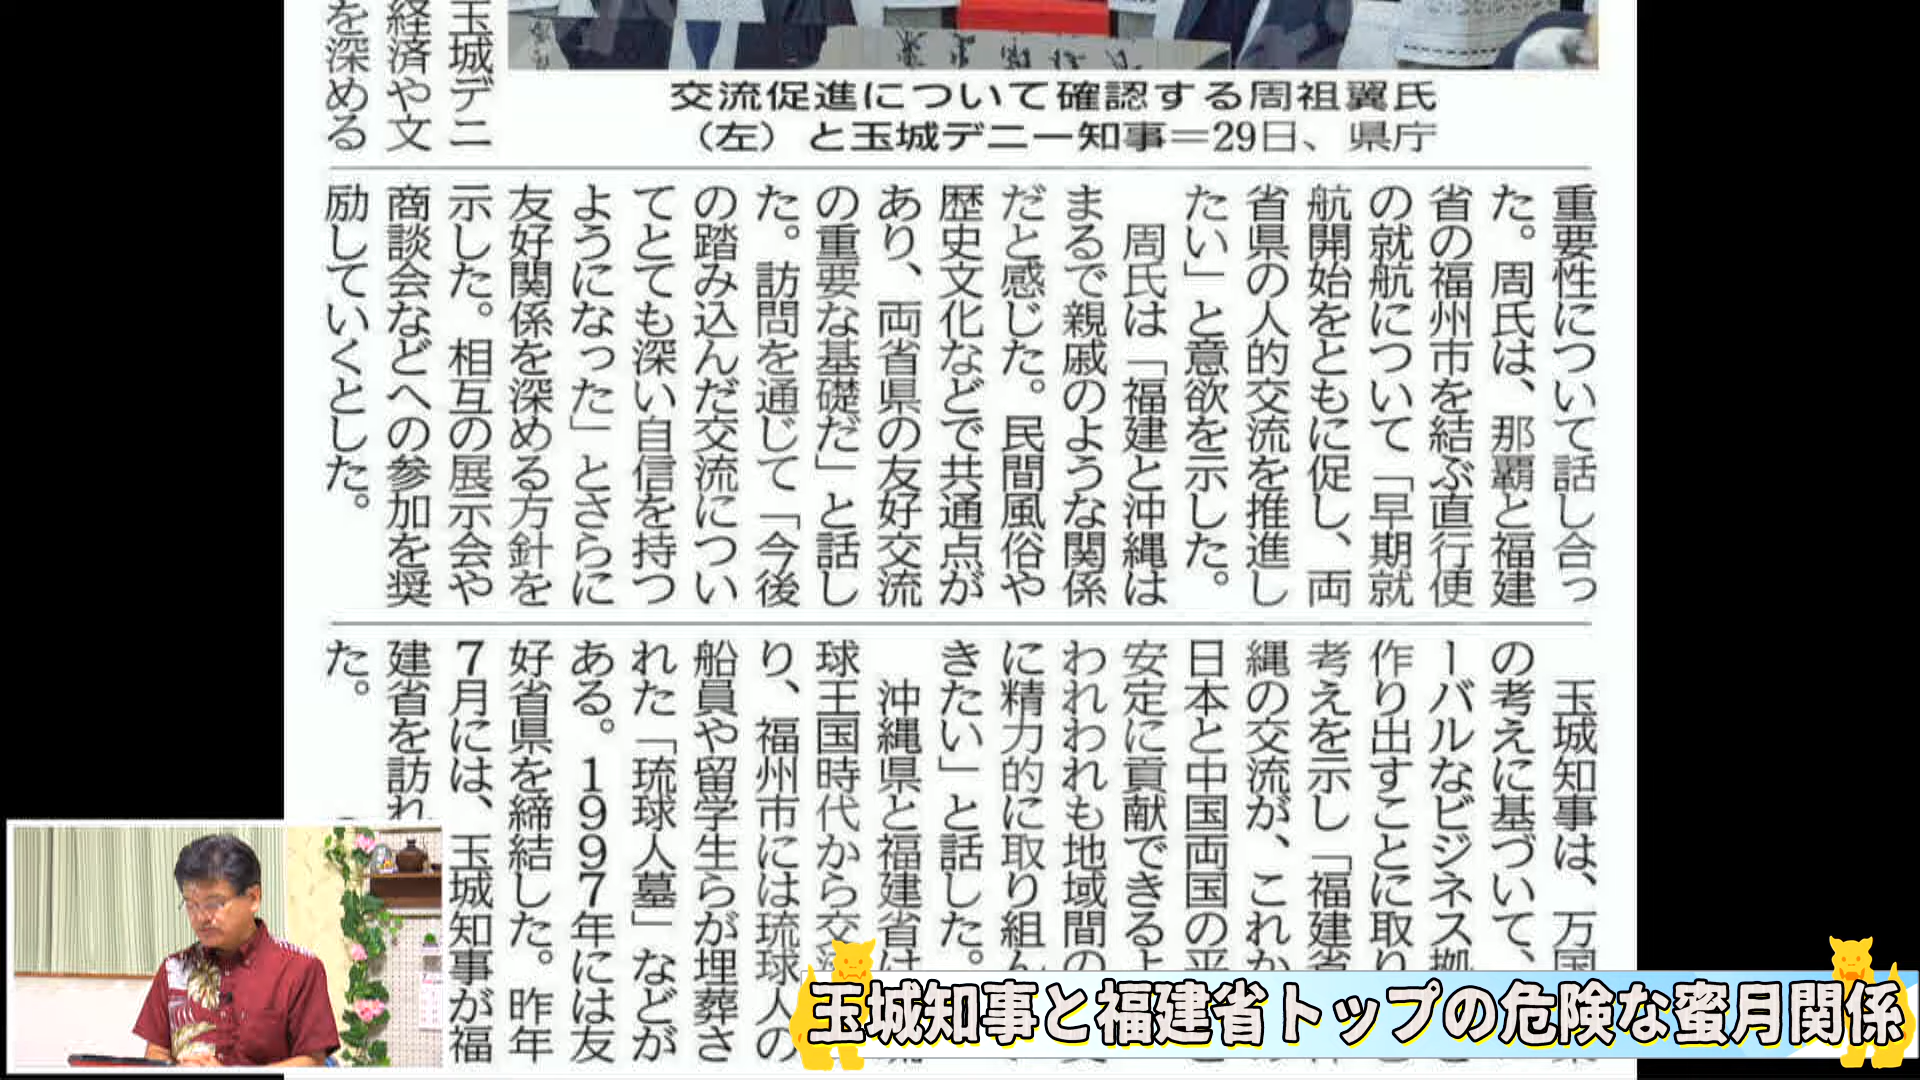 玉城デニ
経済や文
を深める
交流促進について確認する周祖翼氏
（左）と玉城デニー知事＝29日、県庁
重要性について話し合っ
た。周氏は、那覇と福建
省の福州市を結ぶ直行便
の就航について「早期就
航開始をともに促し、両
省県の人的交流を推進し
たい」と意欲を示した。
周氏は「福建と沖縄は
まるで親戚のような関係
だと感じた。民間風俗や
歴史文化などで共通点が
あり、両省県の友好交流
の重要な基礎だ」と話し
た。訪問を通じて「今後
の踏み込んだ交流につい
てとても深い自信を持つ
ようになった」とさらに
友好関係を深める方針を
示した。相互の展示会や
商談会などへの参加を奨
励していくとした。
玉城知事は、万国
の考えに基づいて、
ーバルなビジネス拠
作り出すことに取り
考えを示し「福建省
縄の交流が、これか
日本と中国両国の平
安定に貢献できるよ
われわれも地域間の
に精力的に取り組ん
きたい」と話した。
沖縄県と福建省は
球王国時代から交流
り、福州市には琉球人の
船員や留学生らが埋葬さ
れた「琉球人墓」などが
ある。1997年には友
好省県を締結した。昨年
7月には、玉城知事が福
建省を訪れ
た。
玉城知事と福建省トップの危険な蜜月関係